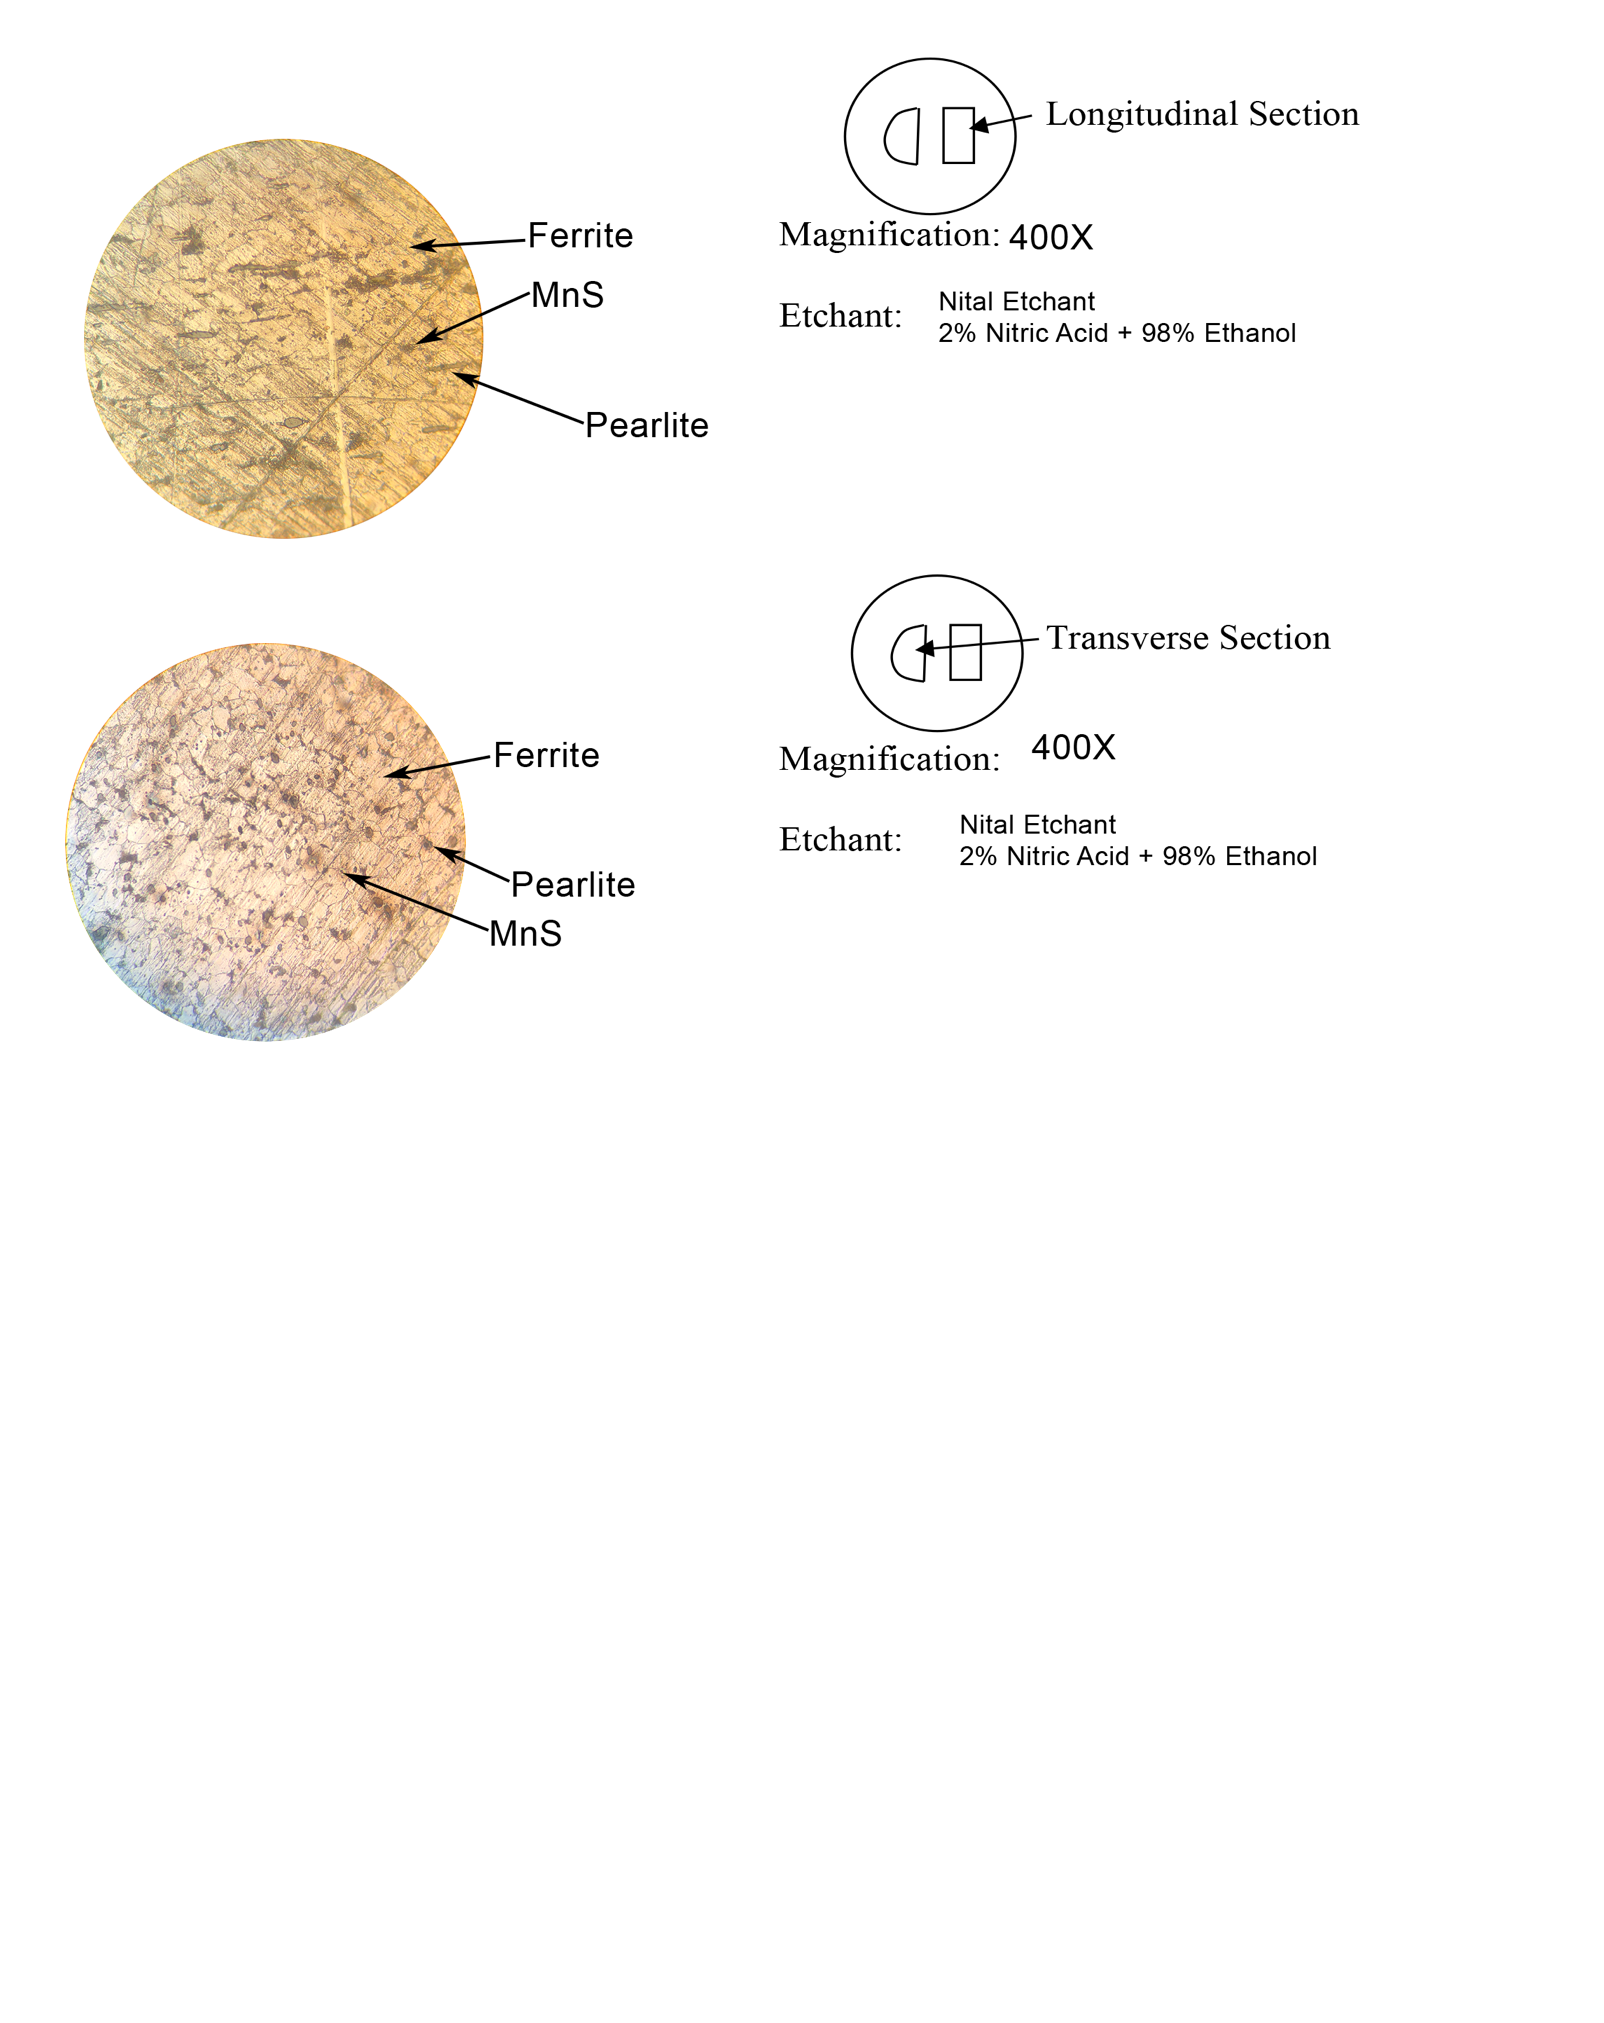 Longitudinal Section
Ferrite
Magnification: 400X
MnS
Etchant: Nital Etchant
2% Nitric Acid + 98% Ethanol
Pearlite
Transverse Section
Ferrite
Magnification: 400X
Etchant: Nital Etchant
2% Nitric Acid + 98% Ethanol
Pearlite
MnS